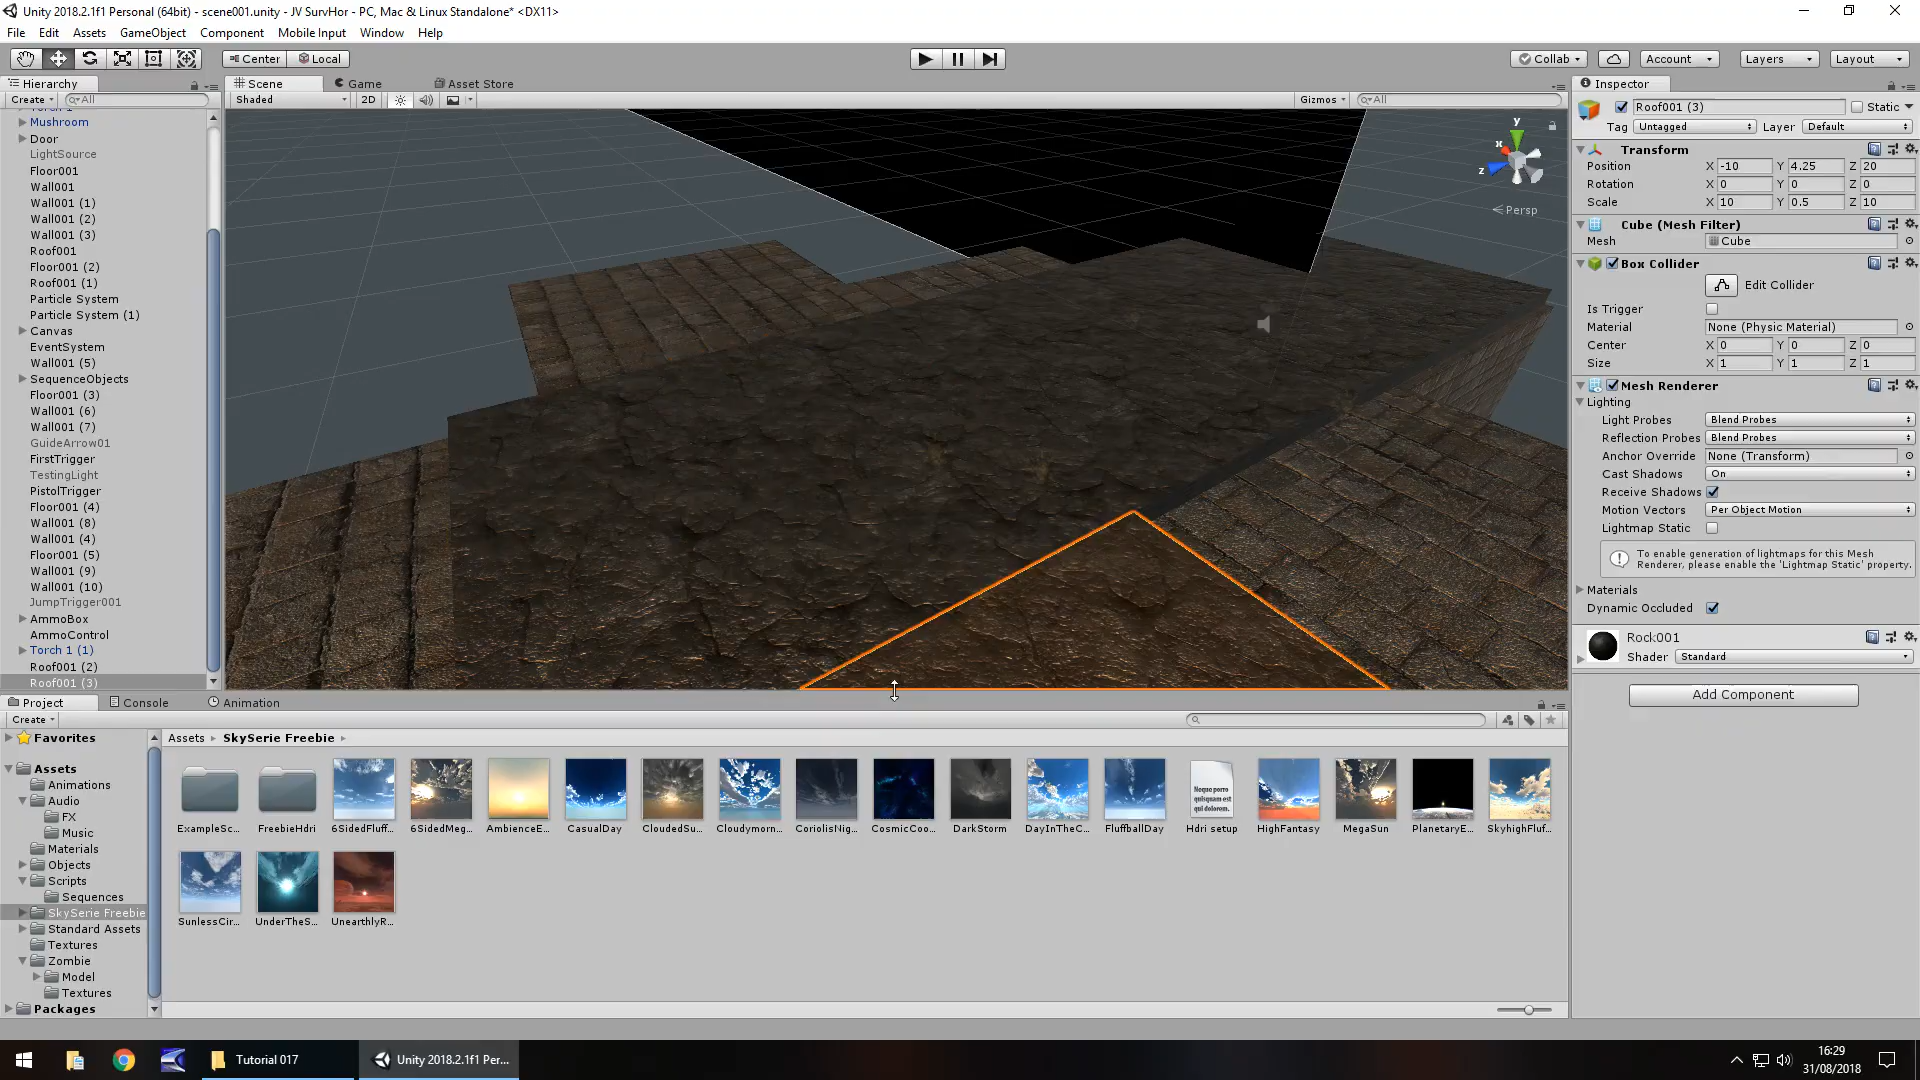 Unity 2018.2.1f1 Personal (64bit) - scene001.unity - JV SurvHor - PC, Mac & Linux Standalone* <DX11>
File Edit Assets GameObject Component Mobile Input Window Help
Center Local Collab Account Layers Layout
Hierarchy
Create All
Mushroom
Door
LightSource
Floor001
Wall001
Wall001 (1)
Wall001 (2)
Wall001 (3)
Roof001
Floor001 (2)
Roof001 (1)
Particle System
Particle System (1)
Canvas
EventSystem
Wall001 (5)
SequenceObjects
Floor001 (3)
Wall001 (6)
Wall001 (7)
GuideArrow01
FirstTrigger
TestingLight
PistolTrigger
Floor001 (4)
Wall001 (8)
Wall001 (4)
Floor001 (5)
Wall001 (9)
Wall001 (10)
JumpTrigger001
AmmoBox
AmmoControl
Torch 1 (1)
Roof001 (2)
Roof001 (3)
Scene Game Asset Store
Shaded 2D Gizmos All
y
x
z
Persp
Inspector
Roof001 (3) Static
Tag Untagged Layer Default
Transform
Position X -10 Y 4.25 Z 20
Rotation X 0 Y 0 Z 0
Scale X 10 Y 0.5 Z 10
Cube (Mesh Filter)
Mesh Cube
Box Collider
Edit Collider
Is Trigger
Material None (Physic Material)
Center X 0 Y 0 Z 0
Size X 1 Y 1 Z 1
Mesh Renderer
Lighting
Light Probes Blend Probes
Reflection Probes Blend Probes
Anchor Override None (Transform)
Cast Shadows On
Receive Shadows
Motion Vectors Per Object Motion
Lightmap Static
To enable generation of lightmaps for this Mesh
Renderer, please enable the 'Lightmap Static' property.
Materials
Dynamic Occluded
Rock001
Shader Standard
Add Component
Project Console Animation
Create
Favorites
Assets
Animations
Audio
FX
Music
Materials
Objects
Scripts
Sequences
SkySerie Freebie
Standard Assets
Textures
Zombie
Model
Textures
Packages
Assets SkySerie Freebie
Neque porro
quisquam est
qui dolorem.
ExampleSc... FreebieHdri 6SidedFluff... 6SidedMeg... AmbienceE... CasualDay CloudedSu... Cloudymorn... CoriolisNig... CosmicCoo... DarkStorm DayInTheC... FluffballDay Hdri setup HighFantasy MegaSun PlanetaryE... SkyhighFluf...
SunlessCir... UnderTheS... UnearthlyR...
Tutorial 017 Unity 2018.2.1f1 Per...
16:29
31/08/2018